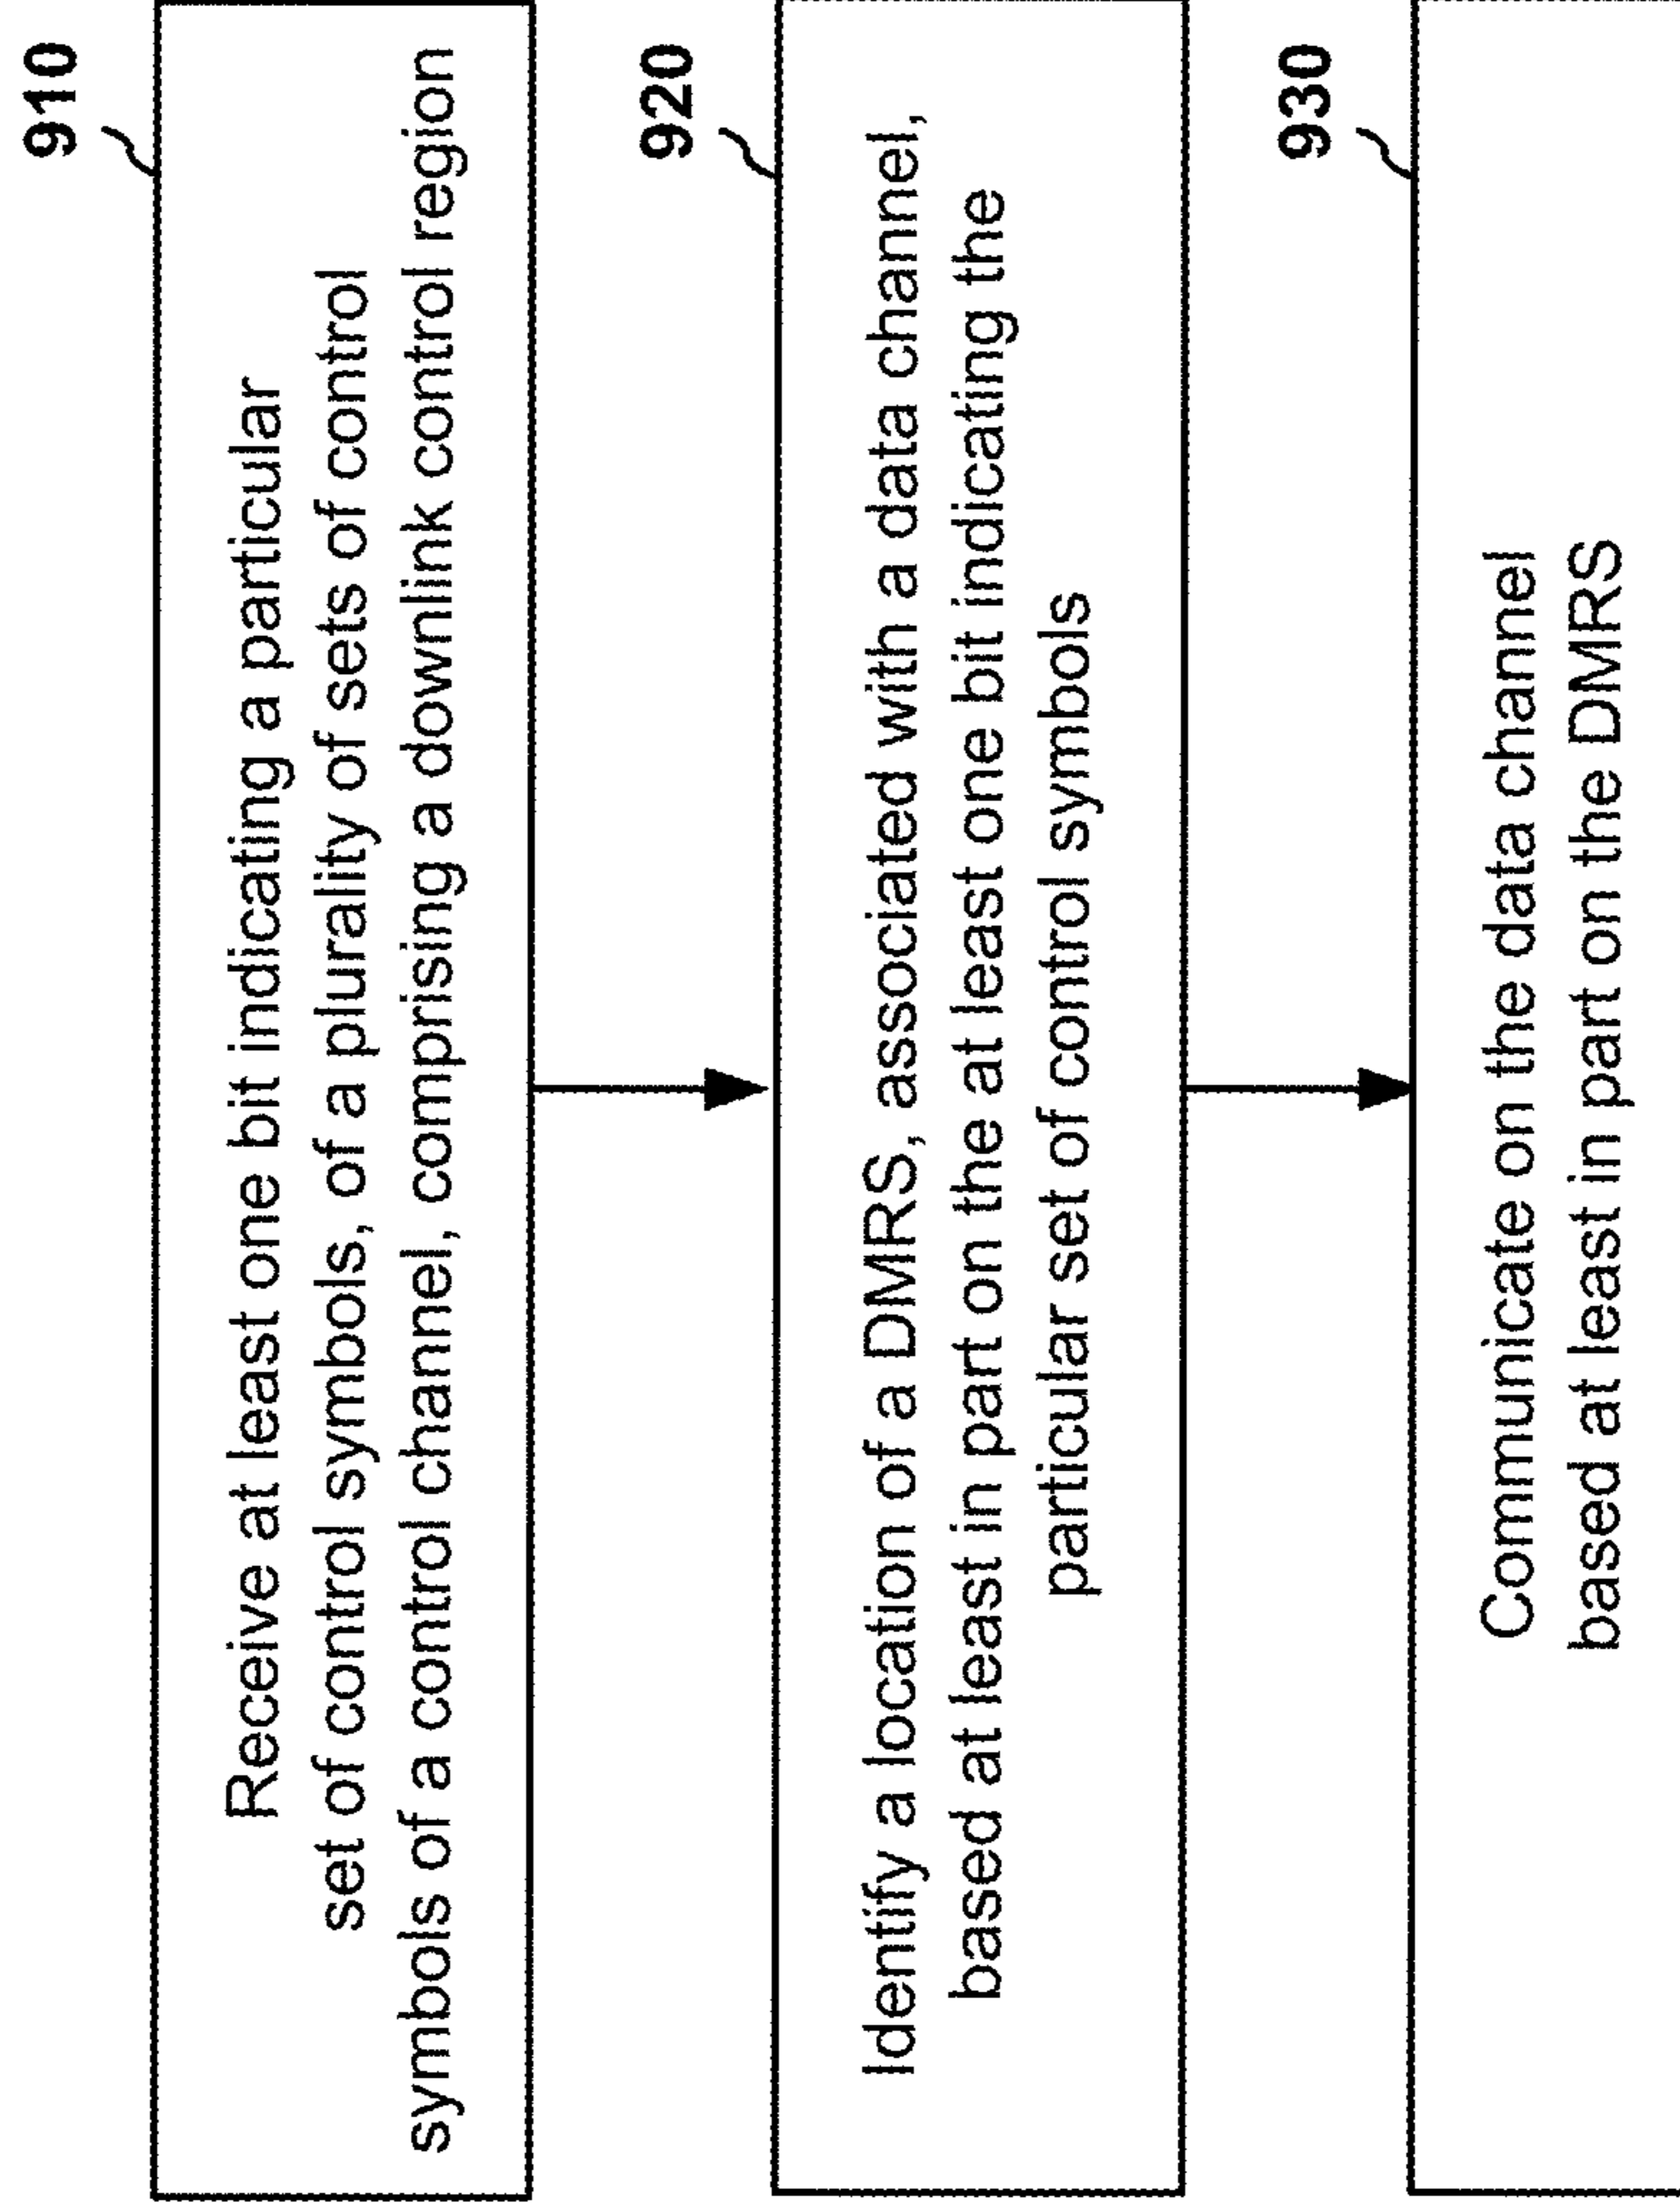 910
Receive at least one bit indicating a particular
set of control symbols, of a plurality of sets of control
symbols of a control channel, comprising a downlink control region
920
Identify a location of a DMRS, associated with a data channel,
based at least in part on the at least one bit indicating the
particular set of control symbols
930
Communicate on the data channel
based at least in part on the DMRS